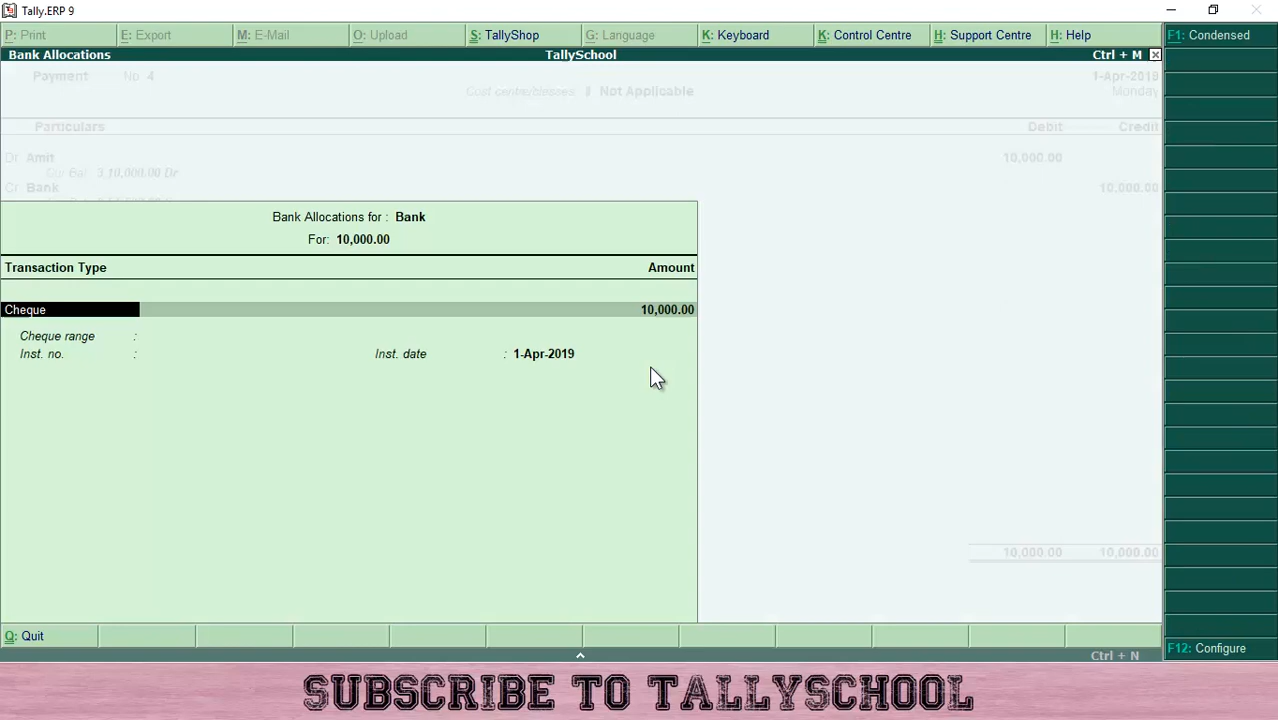 Tally.ERP 9
P: Print E: Export M: E-Mail O: Upload S: TallyShop G: Language K: Keyboard K: Control Centre H: Support Centre H: Help F1: Condensed
Bank Allocations TallySchool Ctrl + M
Payment No. 4 1-Apr-2019
Cost centre/classes : Not Applicable Monday
Particulars Debit Credit
Dr Amit 10,000.00
Cur Bal: 3,10,000.00 Dr
Cr Bank 10,000.00
Bank Allocations for : Bank
For: 10,000.00
Transaction Type Amount
Cheque 10,000.00
Cheque range :
Inst. no. : Inst. date : 1-Apr-2019
10,000.00 10,000.00
Q: Quit F12: Configure
Ctrl + N
SUBSCRIBE TO TALLYSCHOOL